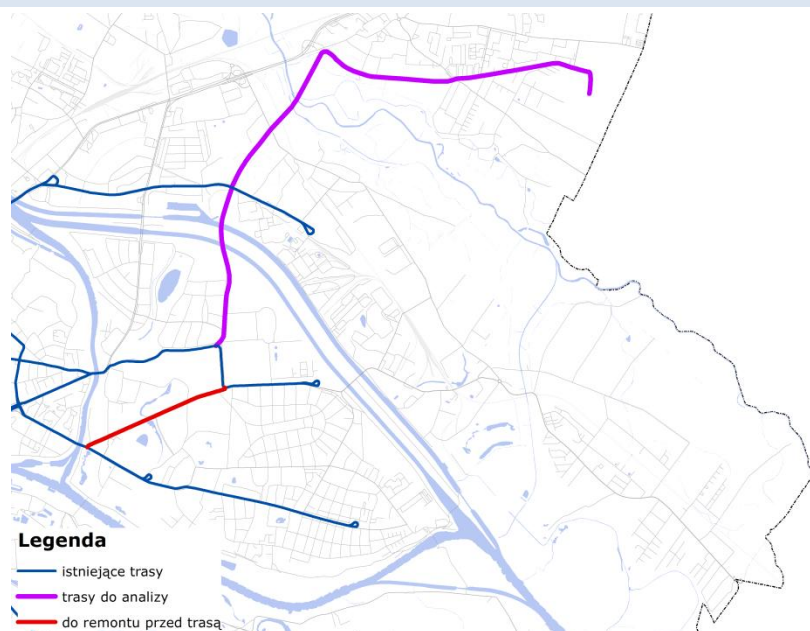 Legenda
istniejące trasy
trasy do analizy
do remontu przed trasą